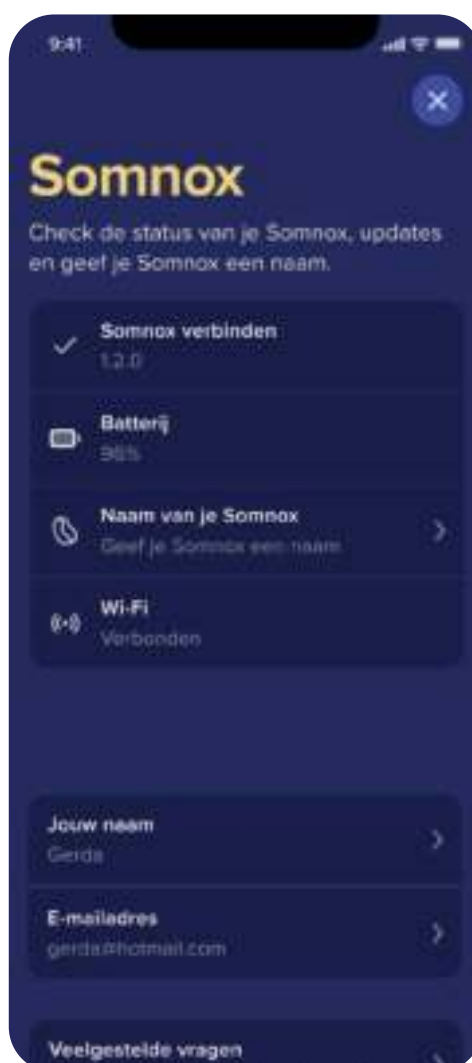 9:41
Somnox
Check de status van je Somnox, updates
en geef je Somnox een naam.
Somnox verbinden
1.2.0
Batterij
96%
Naam van je Somnox
Geef je Somnox een naam
Wi-Fi
Verbonden
Jouw naam
Gerda
E-mailadres
gerda@hotmail.com
Veelgestelde vragen